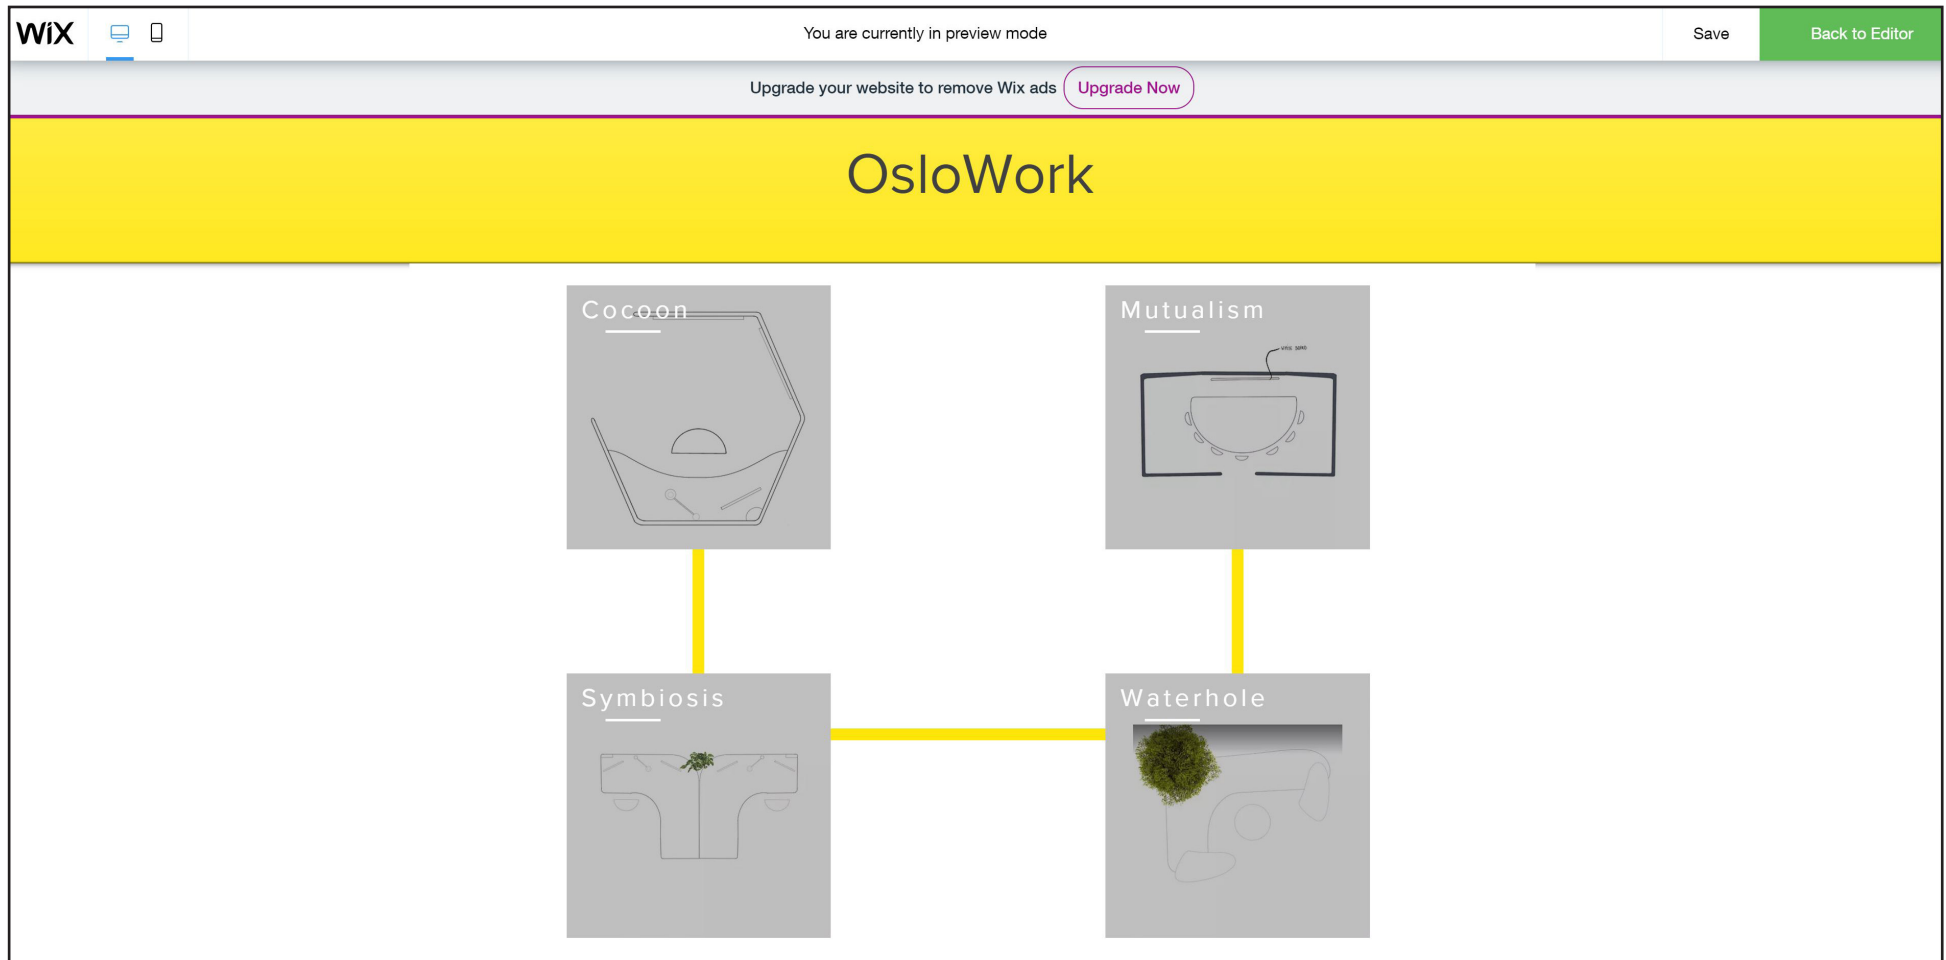 WiX
You are currently in preview mode
Save
Back to Editor
Upgrade your website to remove Wix ads
Upgrade Now
OsloWork
Cocoon
Mutualism
Symbiosis
Waterhole